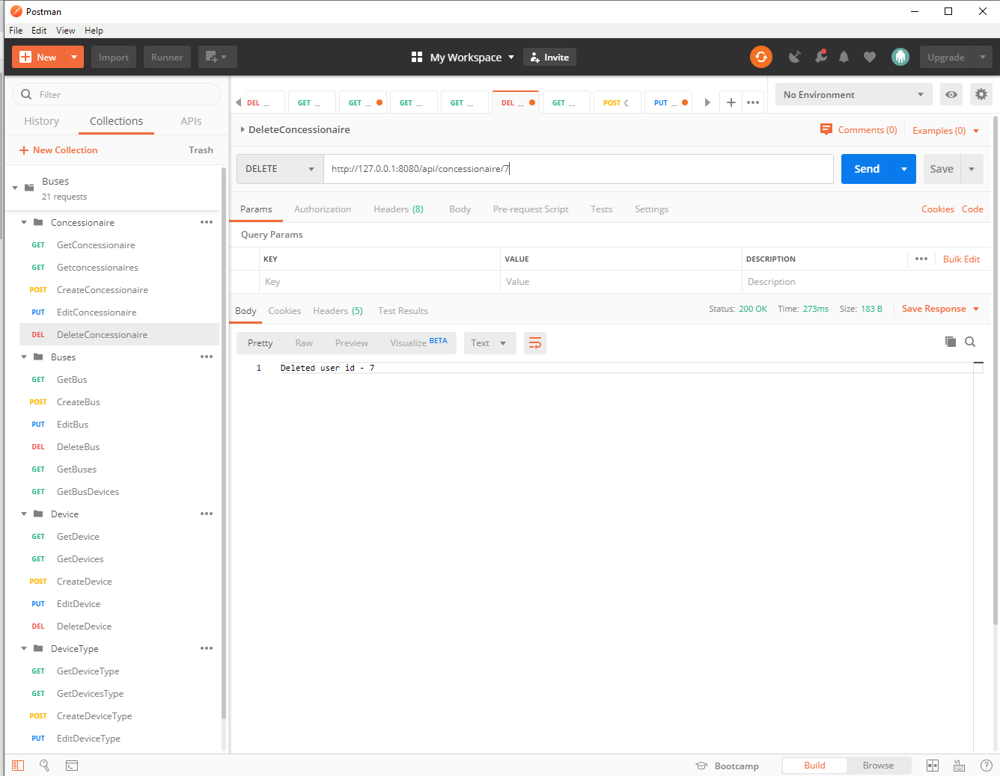 Postman
File Edit View Help
New Import Runner My Workspace Invite Upgrade
Filter
History Collections APIs
New Collection Trash
Buses
21 requests
Concessionaire
GET GetConcessionaire
GET Getconcessionaires
POST CreateConcessionaire
PUT EditConcessionaire
DEL DeleteConcessionaire
Buses
GET GetBus
POST CreateBus
PUT EditBus
DEL DeleteBus
GET GetBuses
GET GetBusDevices
Device
GET GetDevice
GET GetDevices
POST CreateDevice
PUT EditDevice
DEL DeleteDevice
DeviceType
GET GetDeviceType
GET GetDevicesType
POST CreateDeviceType
PUT EditDeviceType
DEL ... GET ... GET ... GET ... GET ... DEL ... GET ... POST C PUT ... No Environment
DeleteConcessionaire Comments (0) Examples (0)
DELETE http://127.0.0.1:8080/api/concessionaire/7 Send Save
Params Authorization Headers (8) Body Pre-request Script Tests Settings Cookies Code
Query Params
KEY VALUE DESCRIPTION Bulk Edit
Key Value Description
Body Cookies Headers (5) Test Results Status: 200 OK Time: 273ms Size: 183 B Save Response
Pretty Raw Preview Visualize BETA Text
1 Deleted user id - 7
Bootcamp Build Browse